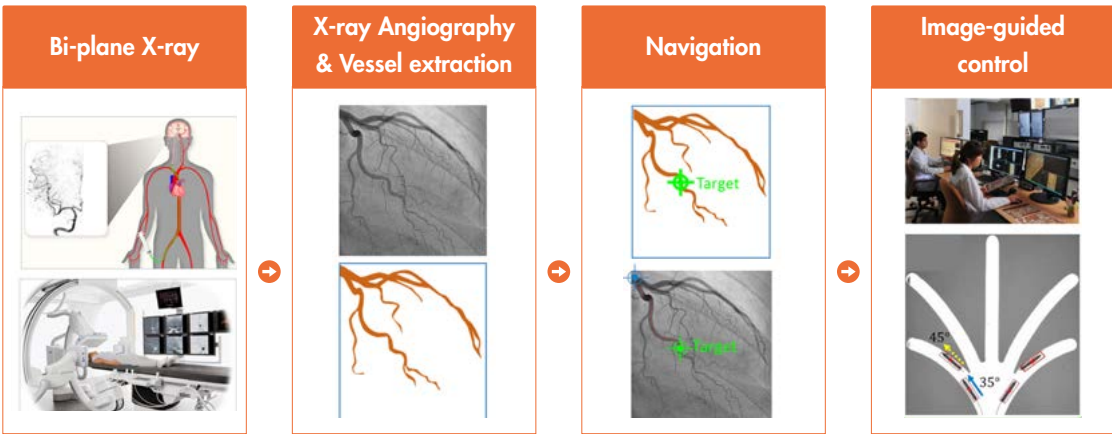 Bi-plane X-ray
X-ray Angiography
& Vessel extraction
Navigation
Image-guided
control
Target
Target
45°
35°